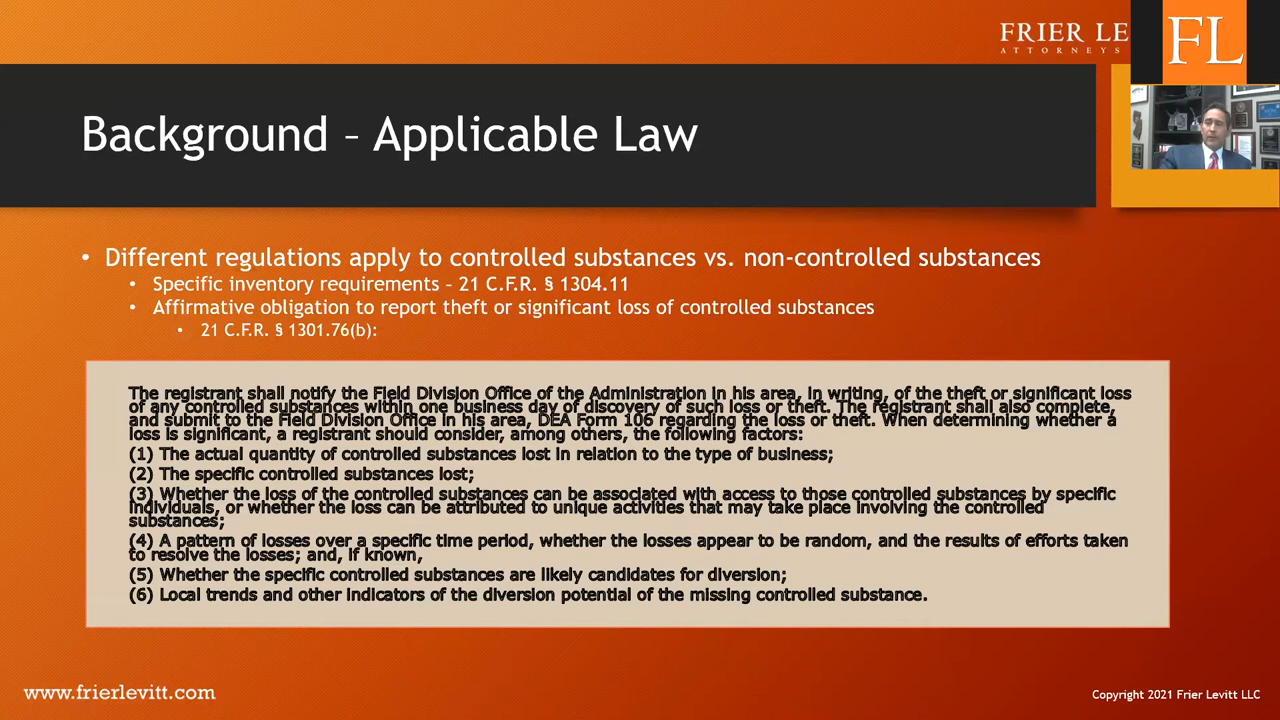 FRIER LE
ATTORNEYS
FL
Background – Applicable Law
• Different regulations apply to controlled substances vs. non-controlled substances
• Specific inventory requirements – 21 C.F.R. § 1304.11
• Affirmative obligation to report theft or significant loss of controlled substances
• 21 C.F.R. § 1301.76(b):
The registrant shall notify the Field Division Office of the Administration in his area, in writing, of the theft or significant loss
of any controlled substances within one business day of discovery of such loss or theft. The registrant shall also complete,
and submit to the Field Division Office in his area, DEA Form 106 regarding the loss or theft. When determining whether a
loss is significant, a registrant should consider, among others, the following factors:
(1) The actual quantity of controlled substances lost in relation to the type of business;
(2) The specific controlled substances lost;
(3) Whether the loss of the controlled substances can be associated with access to those controlled substances by specific
individuals, or whether the loss can be attributed to unique activities that may take place involving the controlled
substances;
(4) A pattern of losses over a specific time period, whether the losses appear to be random, and the results of efforts taken
to resolve the losses; and, if known,
(5) Whether the specific controlled substances are likely candidates for diversion;
(6) Local trends and other indicators of the diversion potential of the missing controlled substance.
www.frierlevitt.com
Copyright 2021 Frier Levitt LLC